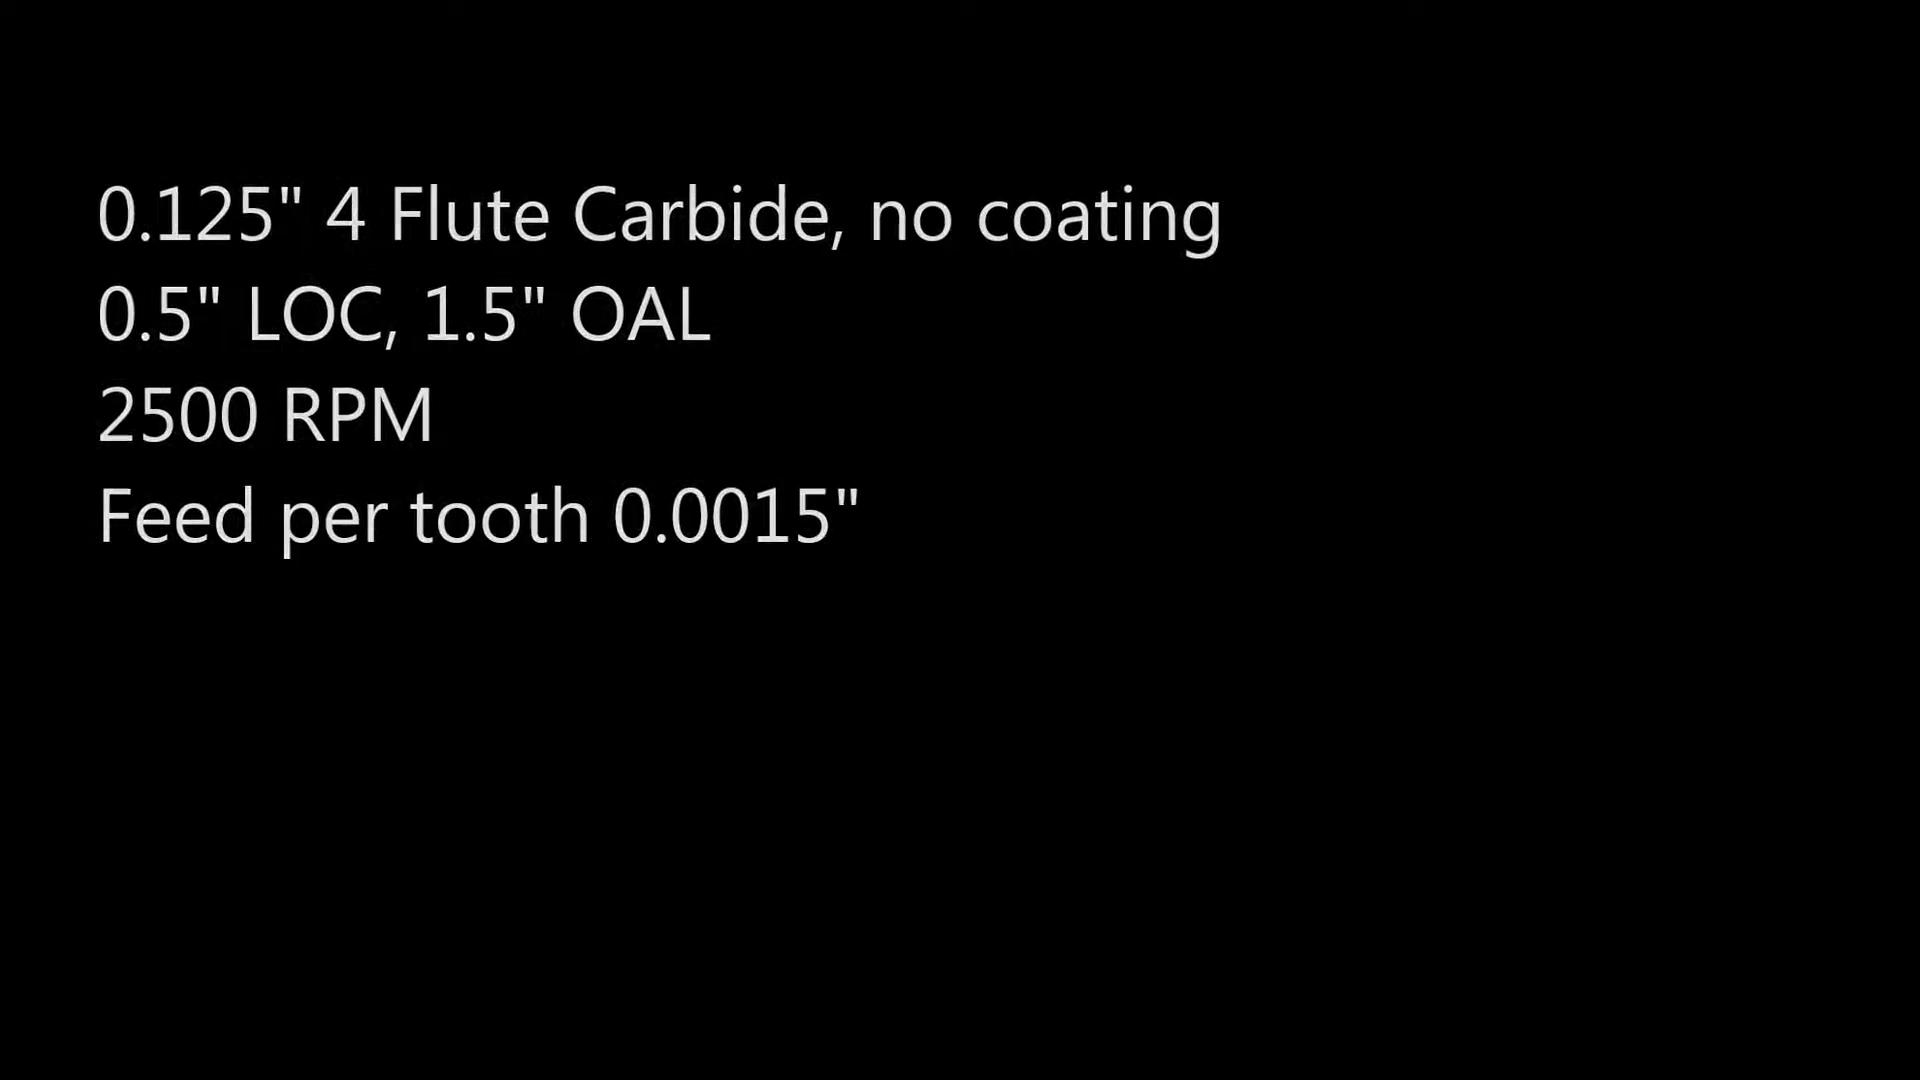 0.125" 4 Flute Carbide, no coating
0.5" LOC, 1.5" OAL
2500 RPM
Feed per tooth 0.0015"